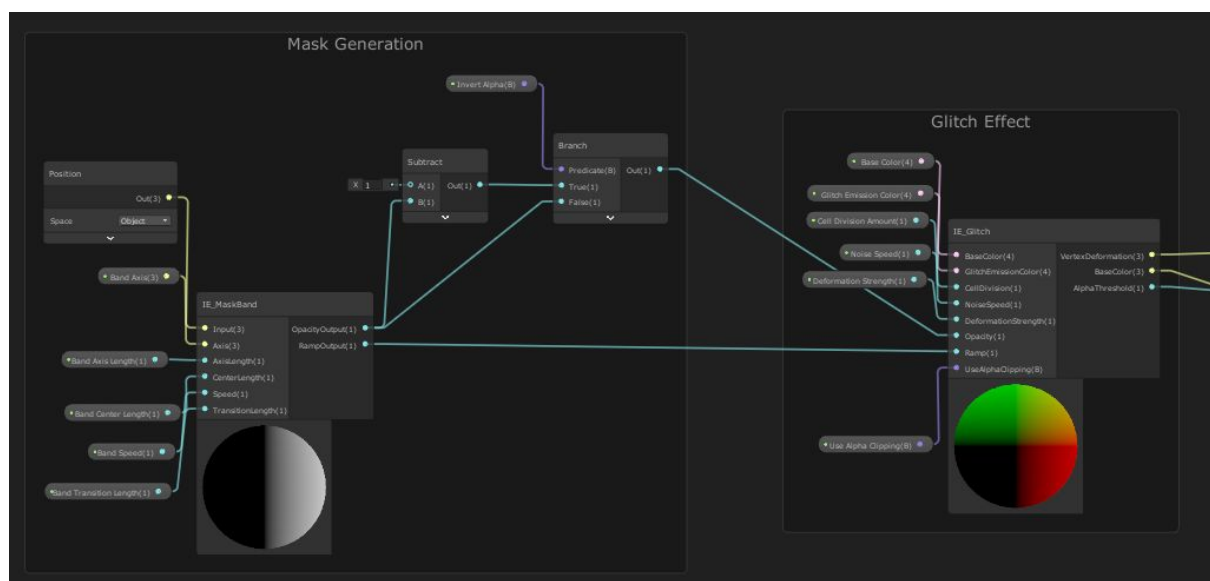 Mask Generation
Invert Alpha(B)
Subtract
X 1
A(1) Out(1)
B(1)
Branch
Predicate(B) Out(1)
True(1)
False(1)
Position
Out(3)
Space Object
Band Axis(3)
IE_MaskBand
Input(3) OpacityOutput(1)
Axis(3) RampOutput(1)
AxisLength(1)
CenterLength(1)
Speed(1)
TransitionLength(1)
Band Axis Length(1)
Band Center Length(1)
Band Speed(1)
Band Transition Length(1)
Glitch Effect
Base Color(4)
Glitch Emission Color(4)
Cell Division Amount(1)
Noise Speed(1)
Deformation Strength(1)
IE_Glitch
BaseColor(4) VertexDeformation(3)
GlitchEmissionColor(4) BaseColor(3)
CellDivision(1) AlphaThreshold(1)
NoiseSpeed(1)
DeformationStrength(1)
Opacity(1)
Ramp(1)
UseAlphaClipping(B)
Use Alpha Clipping(B)